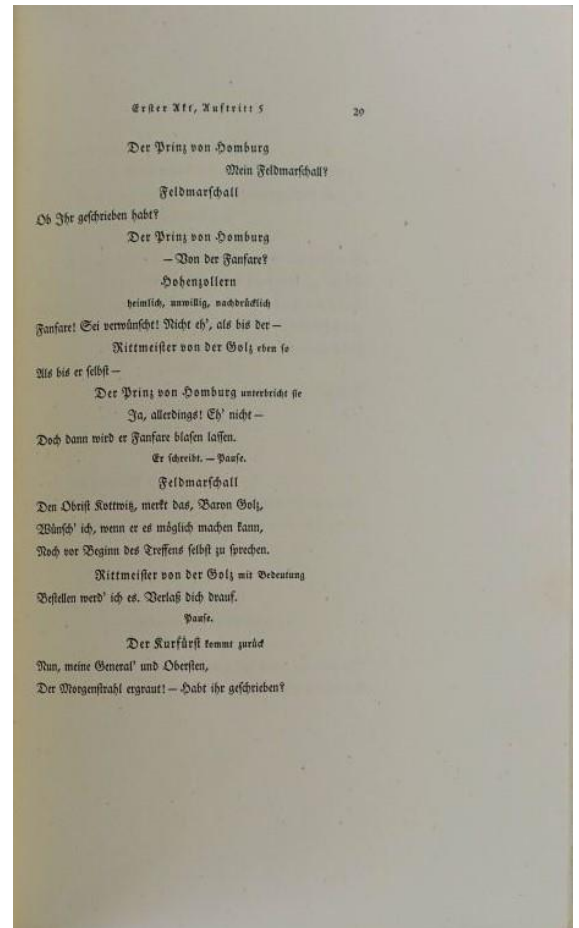 Erster Akt, Auftritt 5 29
Der Prinz von Homburg
Mein Feldmarschall?
Feldmarschall
Ob Ihr geschrieben habt?
Der Prinz von Homburg
— Von der Fanfare?
Hohenzollern
heimlich, unwillig, nachdrücklich
Fanfare! Sei verwünscht! Nicht eh', als bis der —
Rittmeister von der Golz eben so
Als bis er selbst —
Der Prinz von Homburg unterbricht sie
Ja, allerdings! Eh' nicht —
Doch dann wird er Fanfare blasen lassen.
Er schreibt. — Pause.
Feldmarschall
Den Obrist Kottwitz, merkt das, Baron Golz,
Wünsch' ich, wenn er es möglich machen kann,
Noch vor Beginn des Treffens selbst zu sprechen.
Rittmeister von der Golz mit Bedeutung
Bestellen werd' ich es. Verlaß dich drauf.
Pause.
Der Kurfürst kommt zurück
Nun, meine General' und Obersten,
Der Morgenstrahl ergraut! — Habt ihr geschrieben?